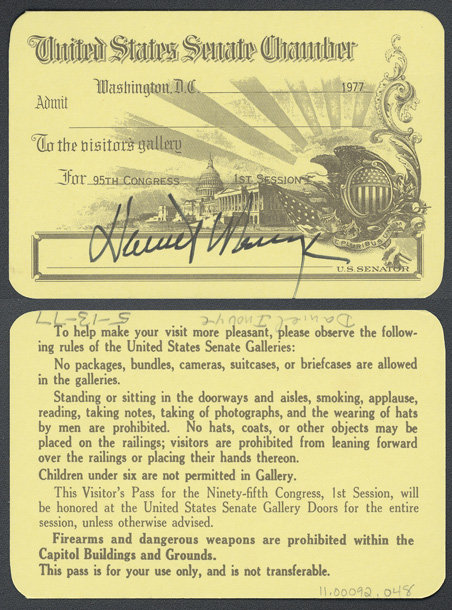 United States Senate Chamber
Washington, D.C. 1977
Admit
To the visitor's gallery
For 95TH CONGRESS 1ST SESSION
E PLURIBUS
U.S. SENATOR
5-13-77 Daniel Inouye
To help make your visit more pleasant, please observe the follow-
ing rules of the United States Senate Galleries:
No packages, bundles, cameras, suitcases, or briefcases are allowed
in the galleries.
Standing or sitting in the doorways and aisles, smoking, applause,
reading, taking notes, taking of photographs, and the wearing of hats
by men are prohibited. No hats, coats, or other objects may be
placed on the railings; visitors are prohibited from leaning forward
over the railings or placing their hands thereon.
Children under six are not permitted in Gallery.
This Visitor's Pass for the Ninety-fifth Congress, 1st Session, will
be honored at the United States Senate Gallery Doors for the entire
session, unless otherwise advised.
Firearms and dangerous weapons are prohibited within the
Capitol Buildings and Grounds.
This pass is for your use only, and is not transferable.
11.00092.048